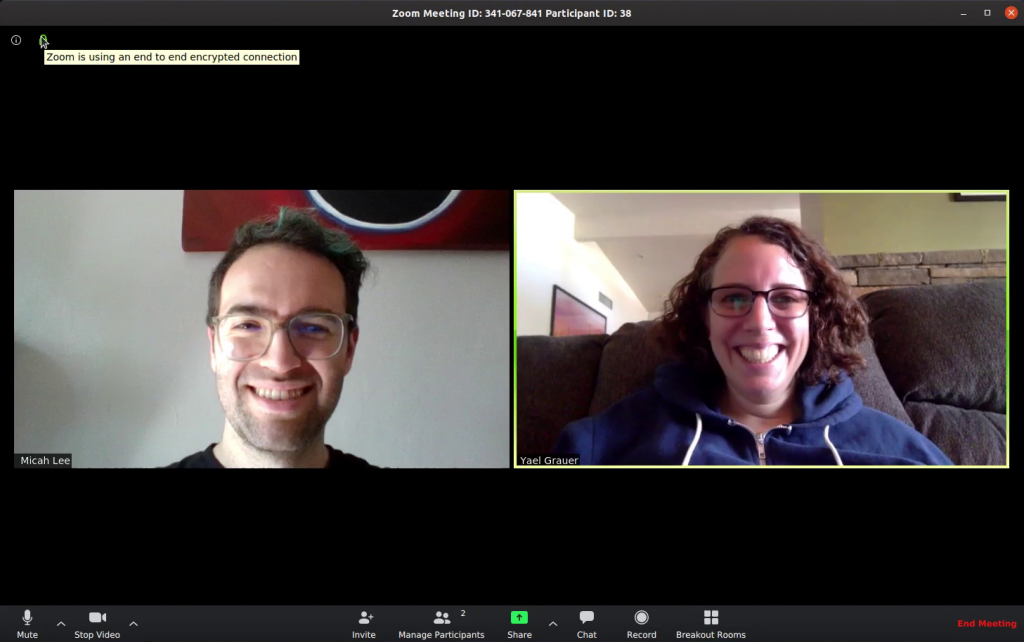 Zoom Meeting ID: 341-067-841 Participant ID: 38
Zoom is using an end to end encrypted connection
Micah Lee
Yael Grauer
2
Mute
Stop Video
Invite
Manage Participants
Share
Chat
Record
Breakout Rooms
End Meeting